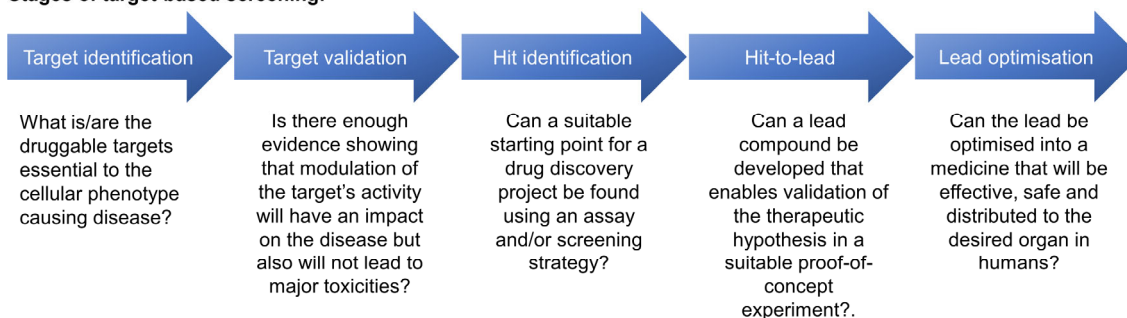 Stages of target-based screening:
Target identification
Target validation
Hit identification
Hit-to-lead
Lead optimisation
What is/are the
druggable targets
essential to the
cellular phenotype
causing disease?
Is there enough
evidence showing
that modulation of
the target's activity
will have an impact
on the disease but
also will not lead to
major toxicities?
Can a suitable
starting point for a
drug discovery
project be found
using an assay
and/or screening
strategy?
Can a lead
compound be
developed that
enables validation of
the therapeutic
hypothesis in a
suitable proof-of-
concept
experiment?.
Can the lead be
optimised into a
medicine that will be
effective, safe and
distributed to the
desired organ in
humans?